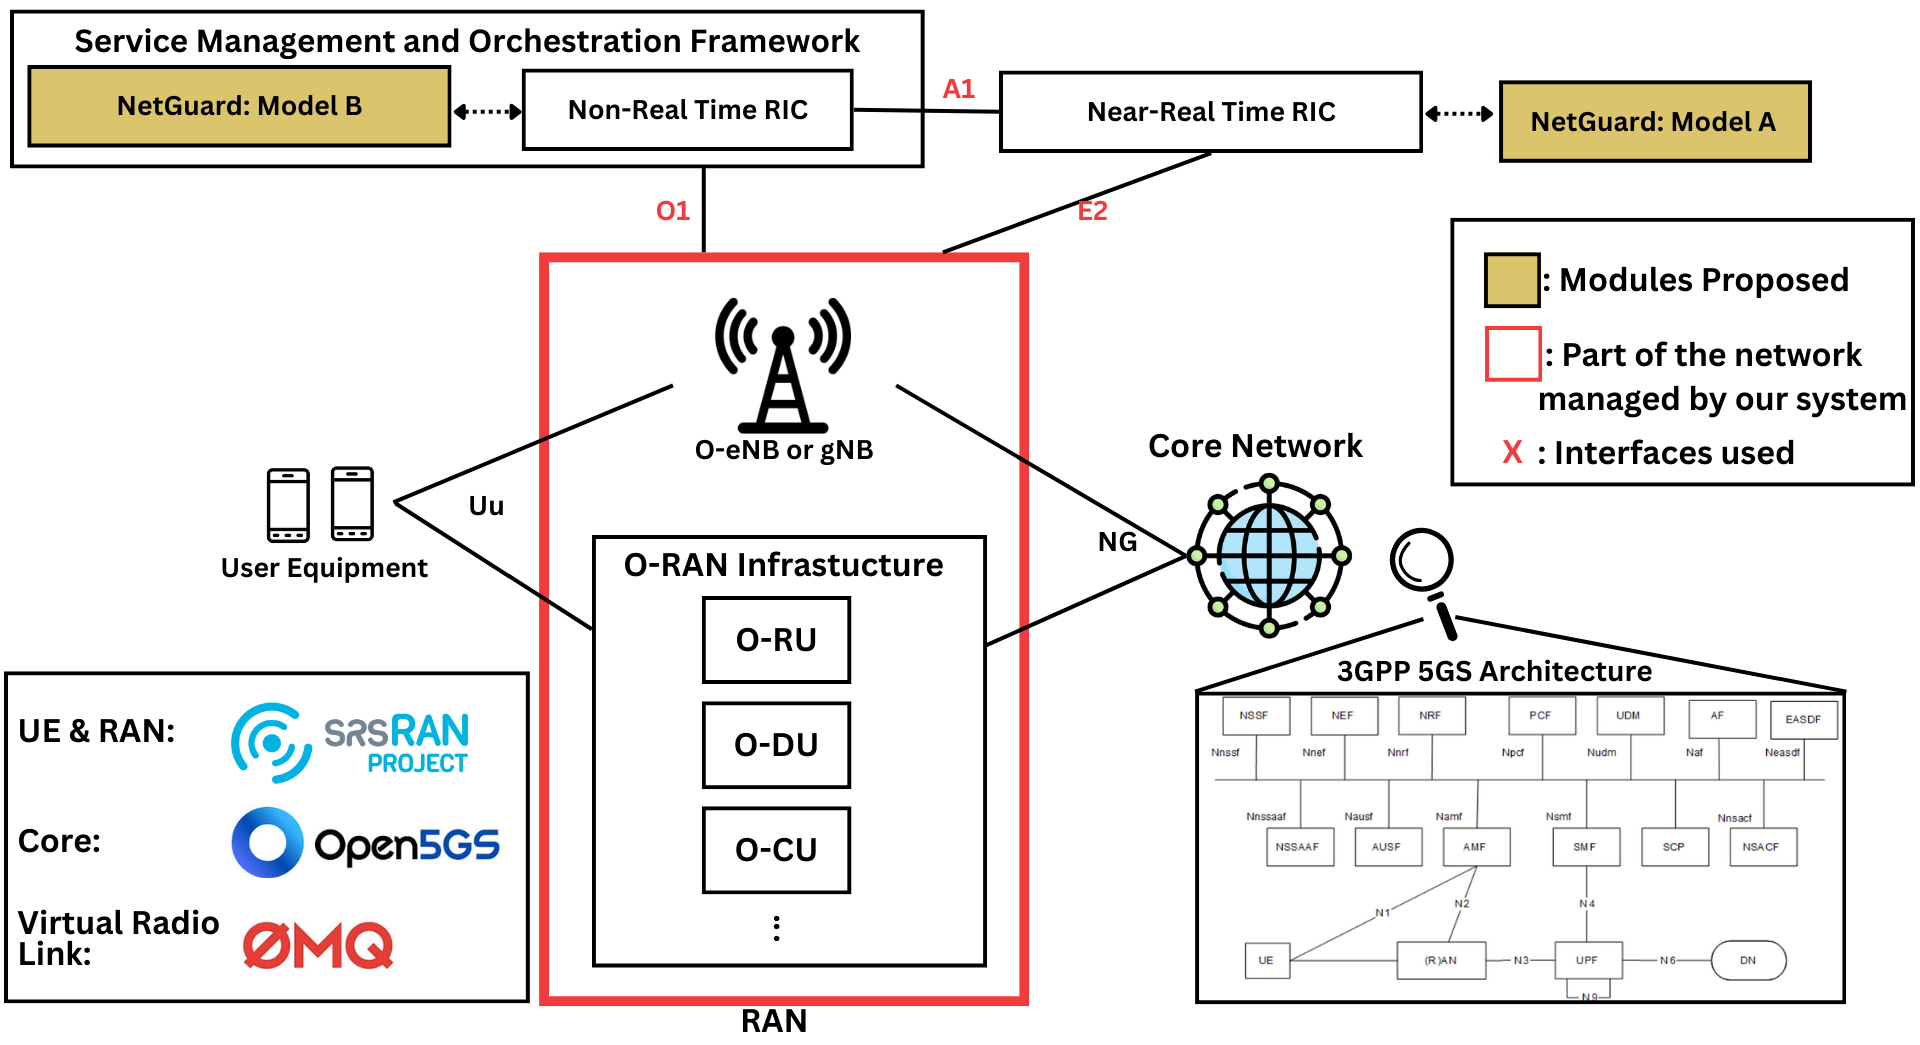 Service Management and Orchestration Framework
NetGuard: Model B
Non-Real Time RIC
A1
Near-Real Time RIC
NetGuard: Model A
O1
E2
: Modules Proposed
: Part of the network
managed by our system
X : Interfaces used
O-eNB or gNB
Uu
User Equipment
NG
Core Network
O-RAN Infrastucture
O-RU
O-DU
O-CU
RAN
UE & RAN:
srsRAN
PROJECT
Core:
Open5GS
Virtual Radio
Link:
ØMQ
3GPP 5GS Architecture
NSSF NEF NRF PCF UDM AF EASDF
Nnssf Nnef Nnrf Npcf Nudm Naf Neasdf
Nnssaaf Nausf Namf Nsmf Nnsacf
NSSAAF AUSF AMF SMF SCP NSACF
N1 N2 N4
UE (R)AN N3 UPF N6 DN
N9